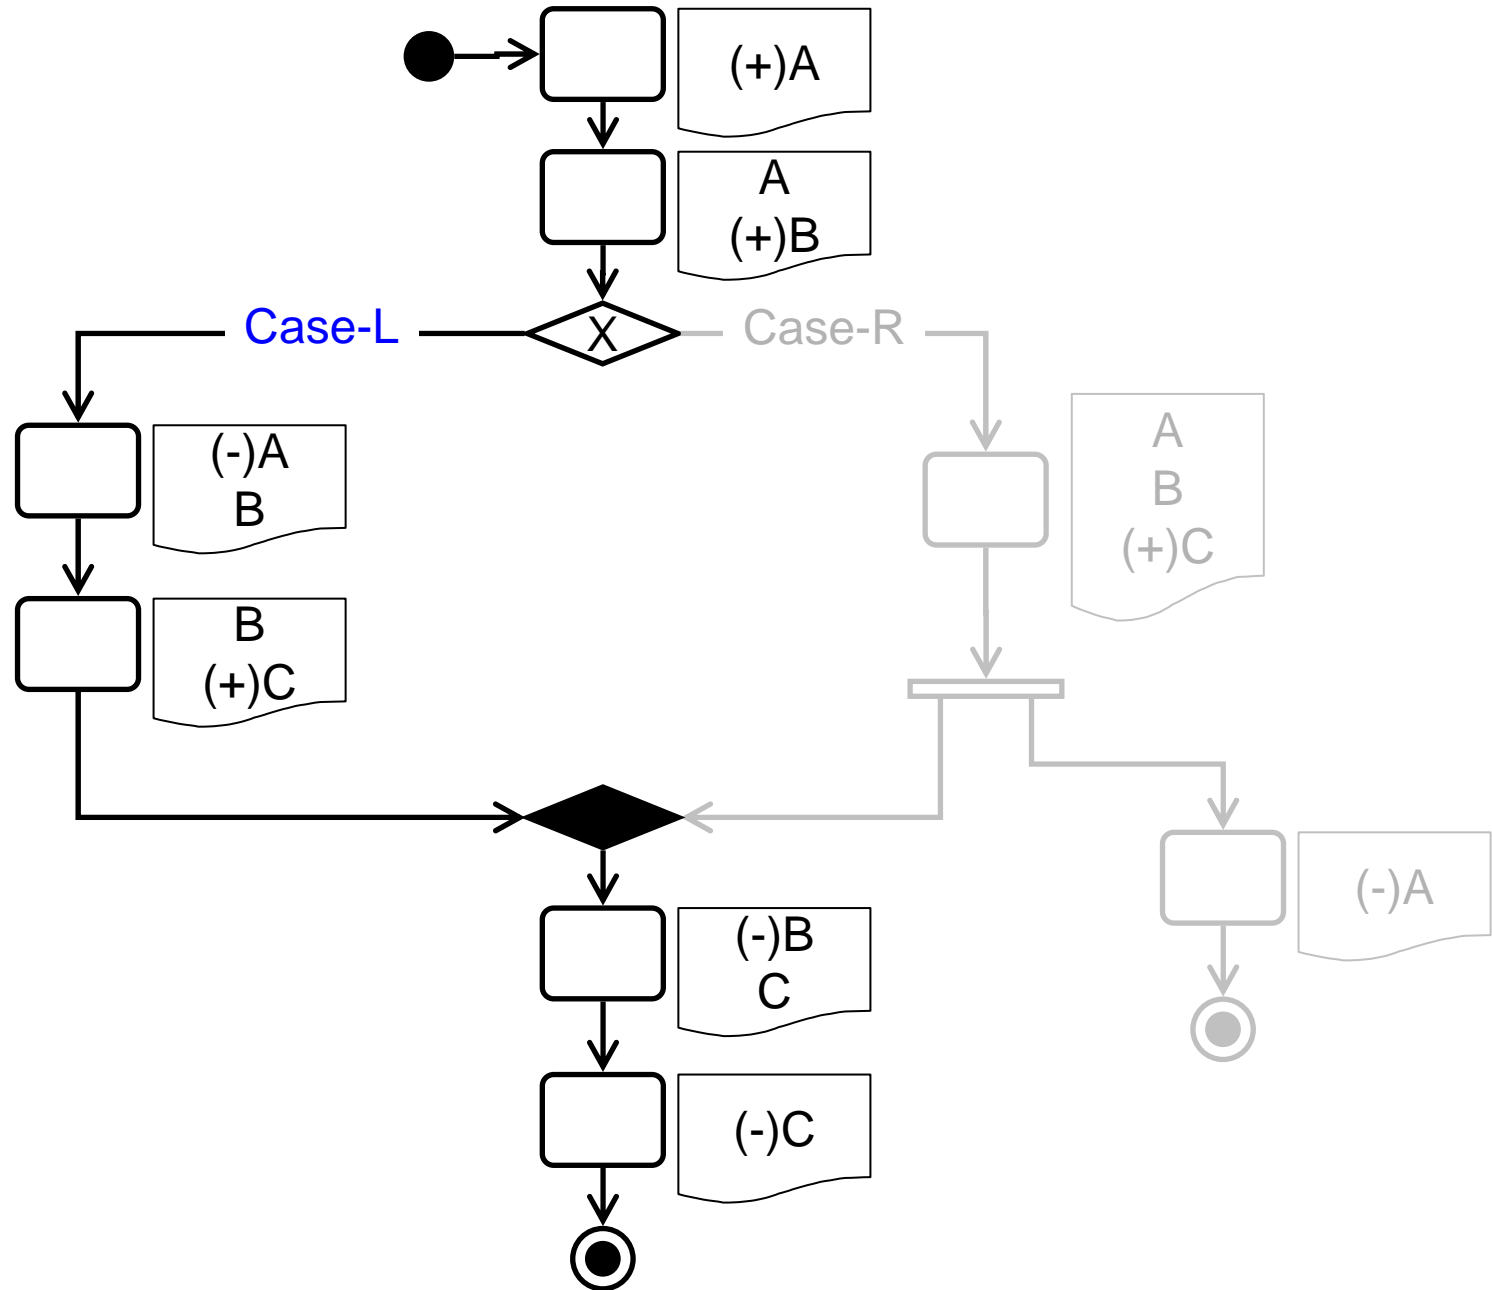 (+)A
A
(+)B
X
Case-L
Case-R
(-)A
B
A
B
(+)C
B
(+)C
(-)A
(-)B
C
(-)C